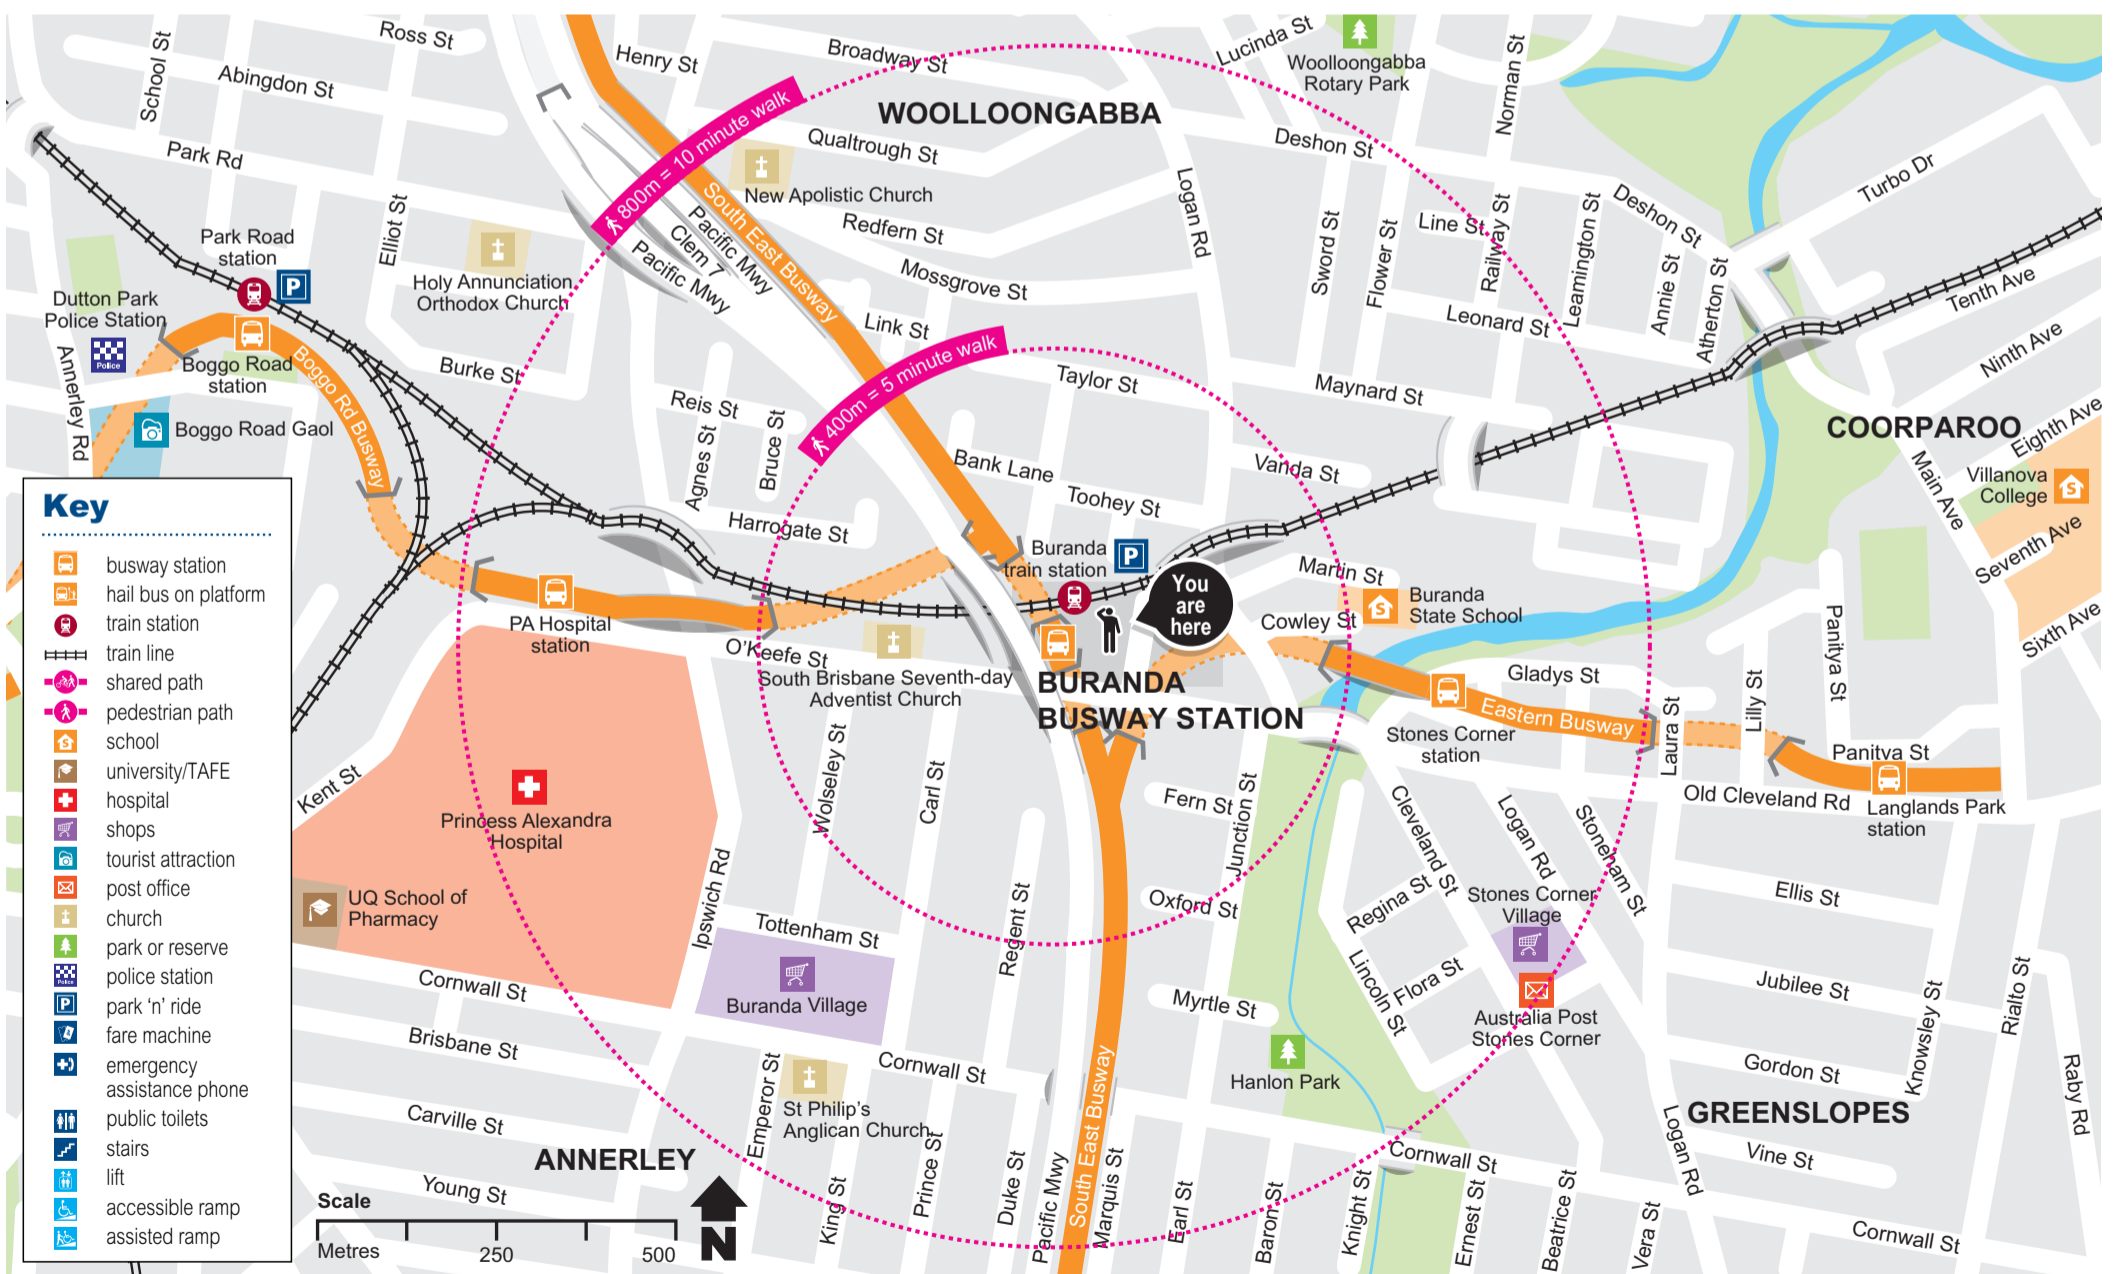 Ross St
Henry St
Broadway St
Lucinda St
Woolloongabba
Rotary Park
Norman St
School St
Abingdon St
800m = 10 minute walk
WOOLLOONGABBA
Qualtrough St
Deshon St
Park Rd
New Apolistic Church
Turbo Dr
Logan Rd
South East Busway
Pacific Mwy
Clem 7
Pacific Mwy
Redfern St
Mossgrove St
Sword St
Flower St
Line St
Railway St
Leamington St
Deshon St
Annie St
Atherton St
Elliot St
Park Road
station
P
Holy Annunciation
Orthodox Church
Tenth Ave
Dutton Park
Police Station
Police
Link St
Leonard St
Ninth Ave
Annerley Rd
Boggo Road
station
Boggo Rd Busway
Burke St
400m = 5 minute walk
Taylor St
Maynard St
Eighth Ave
COORPAROO
Reis St
Agnes St
Bruce St
Boggo Road Gaol
Bank Lane
Vanda St
Villanova
College
S
Main Ave
Toohey St
Harrogate St
Seventh Ave
Buranda
train station
P
Martin St
You
are
here
S
Buranda
State School
Cowley St
Panitya St
Sixth Ave
PA Hospital
station
O'Keefe St
South Brisbane Seventh-day
Adventist Church
BURANDA
BUSWAY STATION
Gladys St
Eastern Busway
Stones Corner
station
Laura St
Lilly St
Panitva St
Old Cleveland Rd
Langlands Park
station
Kent St
Princess Alexandra
Hospital
Wolseley St
Carl St
Fern St
Junction St
Cleveland St
Logan Rd
Stoneham St
UQ School of
Pharmacy
Ipswich Rd
Regent St
Oxford St
Regina St
Stones Corner
Village
Ellis St
Tottenham St
Buranda Village
Lincoln St
Flora St
Jubilee St
Knowsley St
Rialto St
Cornwall St
Myrtle St
Australia Post
Stones Corner
Brisbane St
Cornwall St
Hanlon Park
Gordon St
Raby Rd
Emperor St
St Philip's
Anglican Church
Carville St
GREENSLOPES
ANNERLEY
Cornwall St
Logan Rd
Vine St
Young St
King St
Prince St
Duke St
Pacific Mwy
South East Busway
Marquis St
Earl St
Baron St
Knight St
Ernest St
Beatrice St
Vera St
Cornwall St
Scale
Metres 250 500
N
Key
busway station
hail bus on platform
train station
train line
shared path
pedestrian path
S school
university/TAFE
hospital
shops
tourist attraction
post office
church
park or reserve
Police police station
P park 'n' ride
fare machine
emergency
assistance phone
public toilets
stairs
lift
accessible ramp
assisted ramp